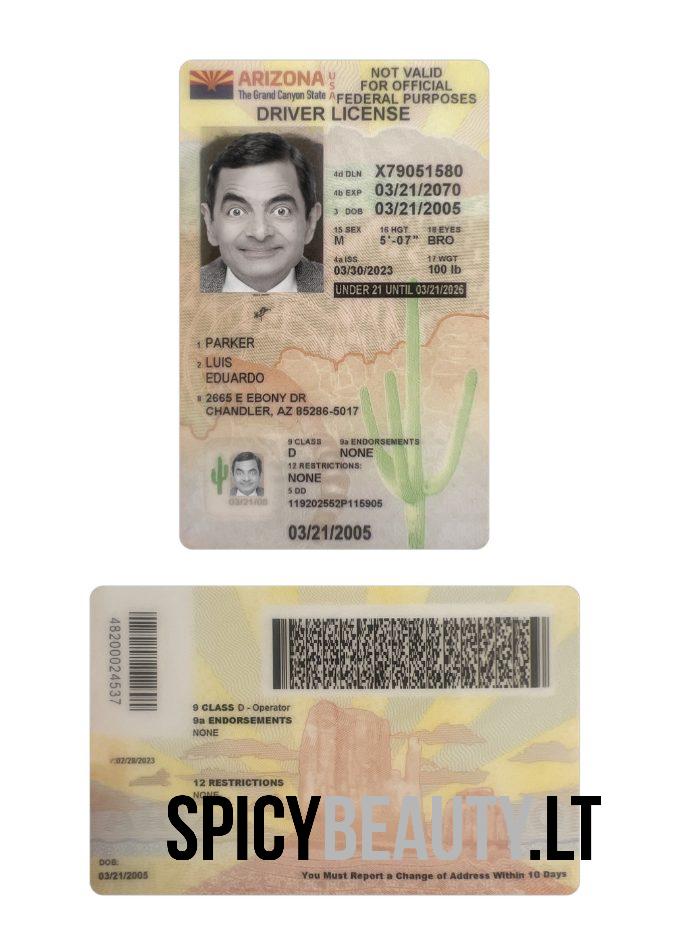 ARIZONA USA
The Grand Canyon State
NOT VALID
FOR OFFICIAL
FEDERAL PURPOSES
DRIVER LICENSE
4d DLN X79051580
4b EXP 03/21/2070
3 DOB 03/21/2005
15 SEX 16 HGT 18 EYES
M 5'-07" BRO
4a ISS 17 WGT
03/30/2023 100 lb
UNDER 21 UNTIL 03/21/2026
1 PARKER
2 LUIS
EDUARDO
8 2665 E EBONY DR
CHANDLER, AZ 85286-5017
9 CLASS 9a ENDORSEMENTS
D NONE
12 RESTRICTIONS:
NONE
5 DD
119202552P115905
03/21/05
03/21/2005
48200024537
9 CLASS D - Operator
9a ENDORSEMENTS
NONE
02/28/2023
12 RESTRICTIONS
NONE
SPICYBEAUTY.LT
DOB:
03/21/2005
You Must Report a Change of Address Within 10 Days